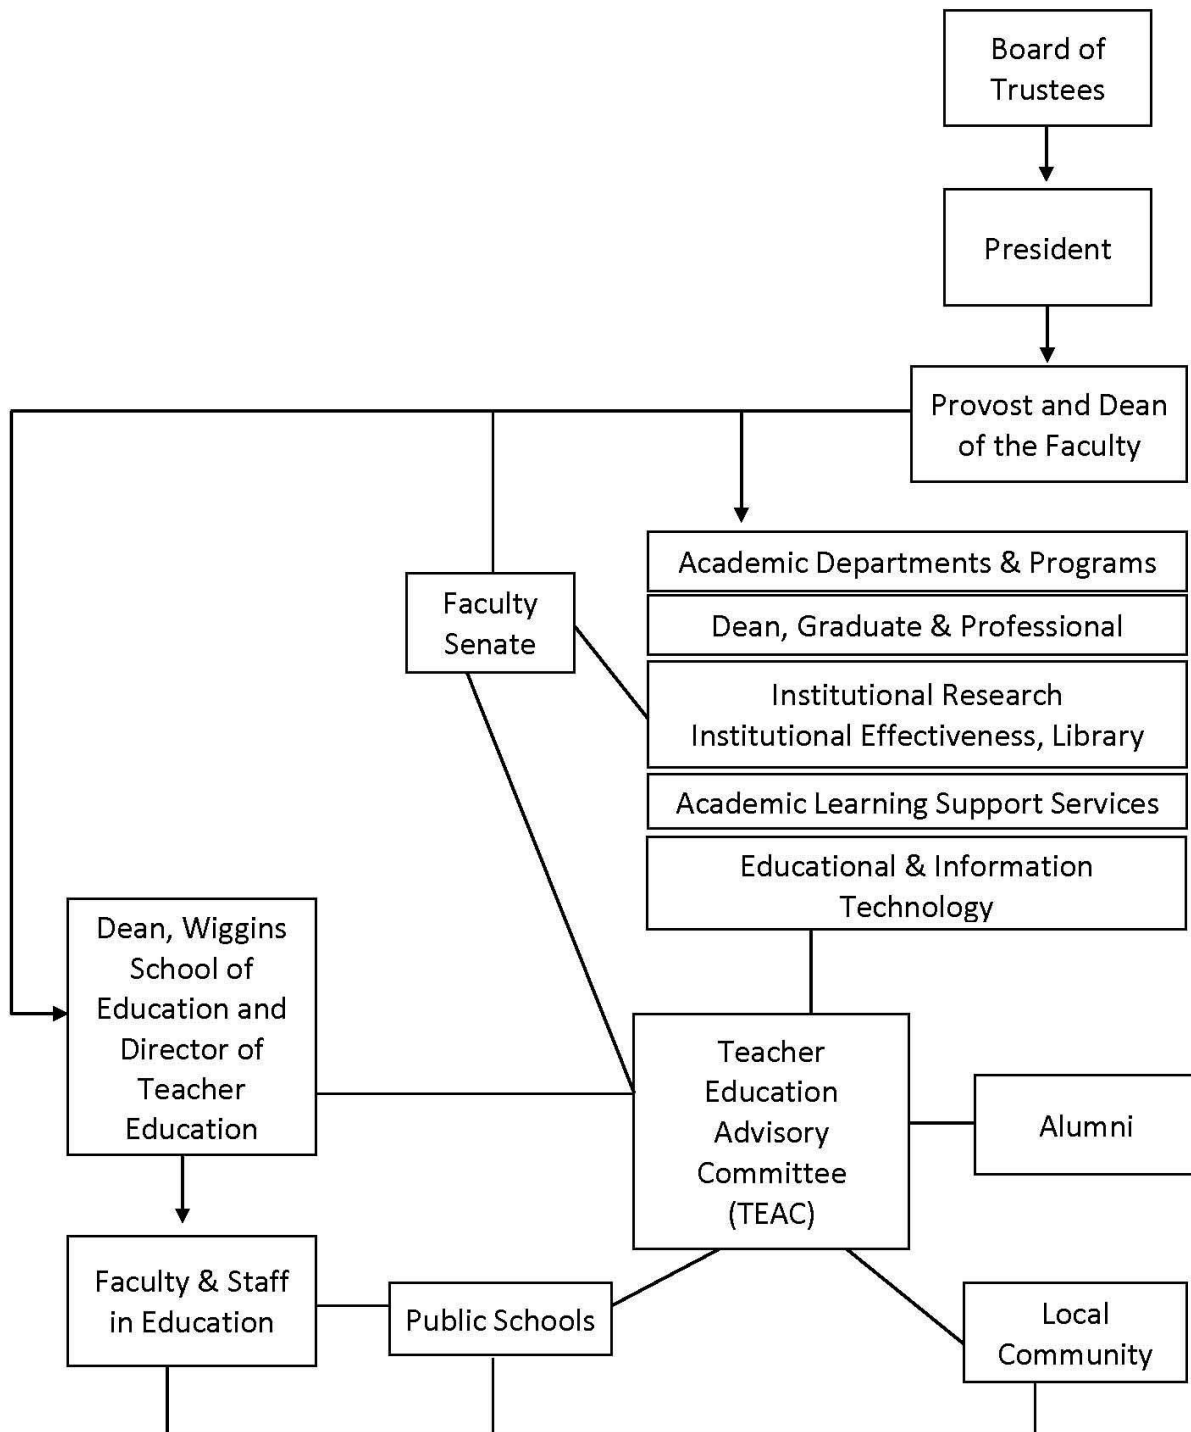 Board of
Trustees
President
Provost and Dean
of the Faculty
Academic Departments & Programs
Faculty
Senate
Dean, Graduate & Professional
Institutional Research
Institutional Effectiveness, Library
Academic Learning Support Services
Educational & Information
Technology
Dean, Wiggins
School of
Education and
Director of
Teacher
Education
Teacher
Education
Advisory
Committee
(TEAC)
Alumni
Faculty & Staff
in Education
Public Schools
Local
Community